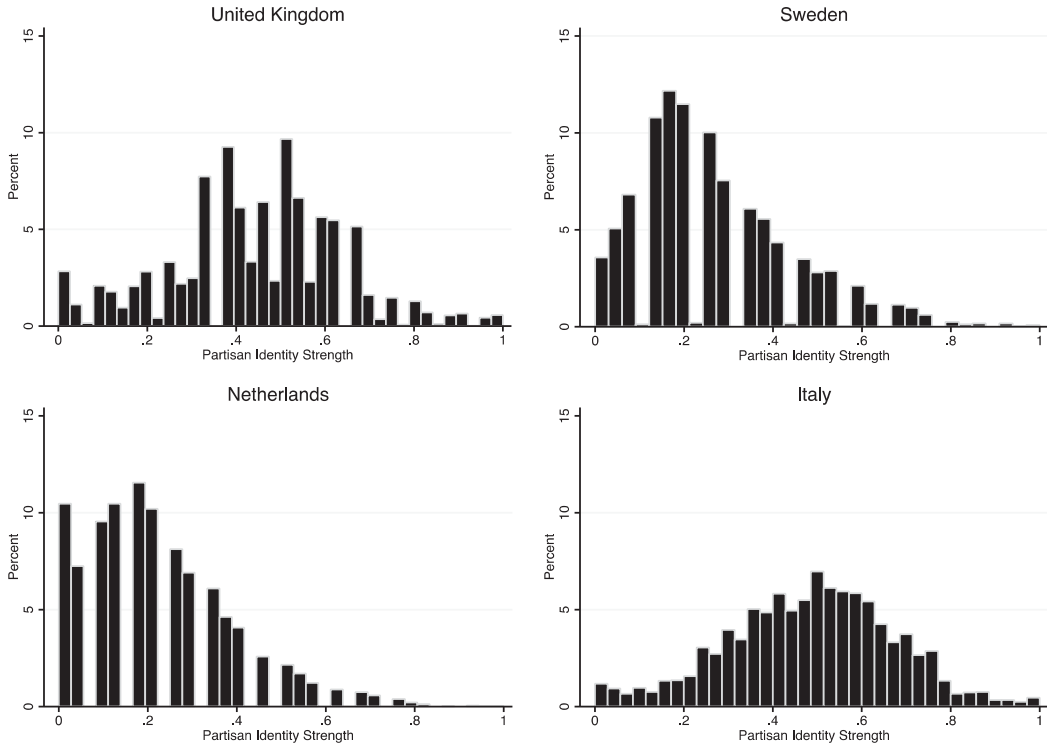 United Kingdom
15
10
5
0
Percent
0 .2 .4 .6 .8 1
Partisan Identity Strength
Sweden
15
10
5
0
Percent
0 .2 .4 .6 .8 1
Partisan Identity Strength
Netherlands
15
10
5
0
Percent
0 .2 .4 .6 .8 1
Partisan Identity Strength
Italy
15
10
5
0
Percent
0 .2 .4 .6 .8 1
Partisan Identity Strength